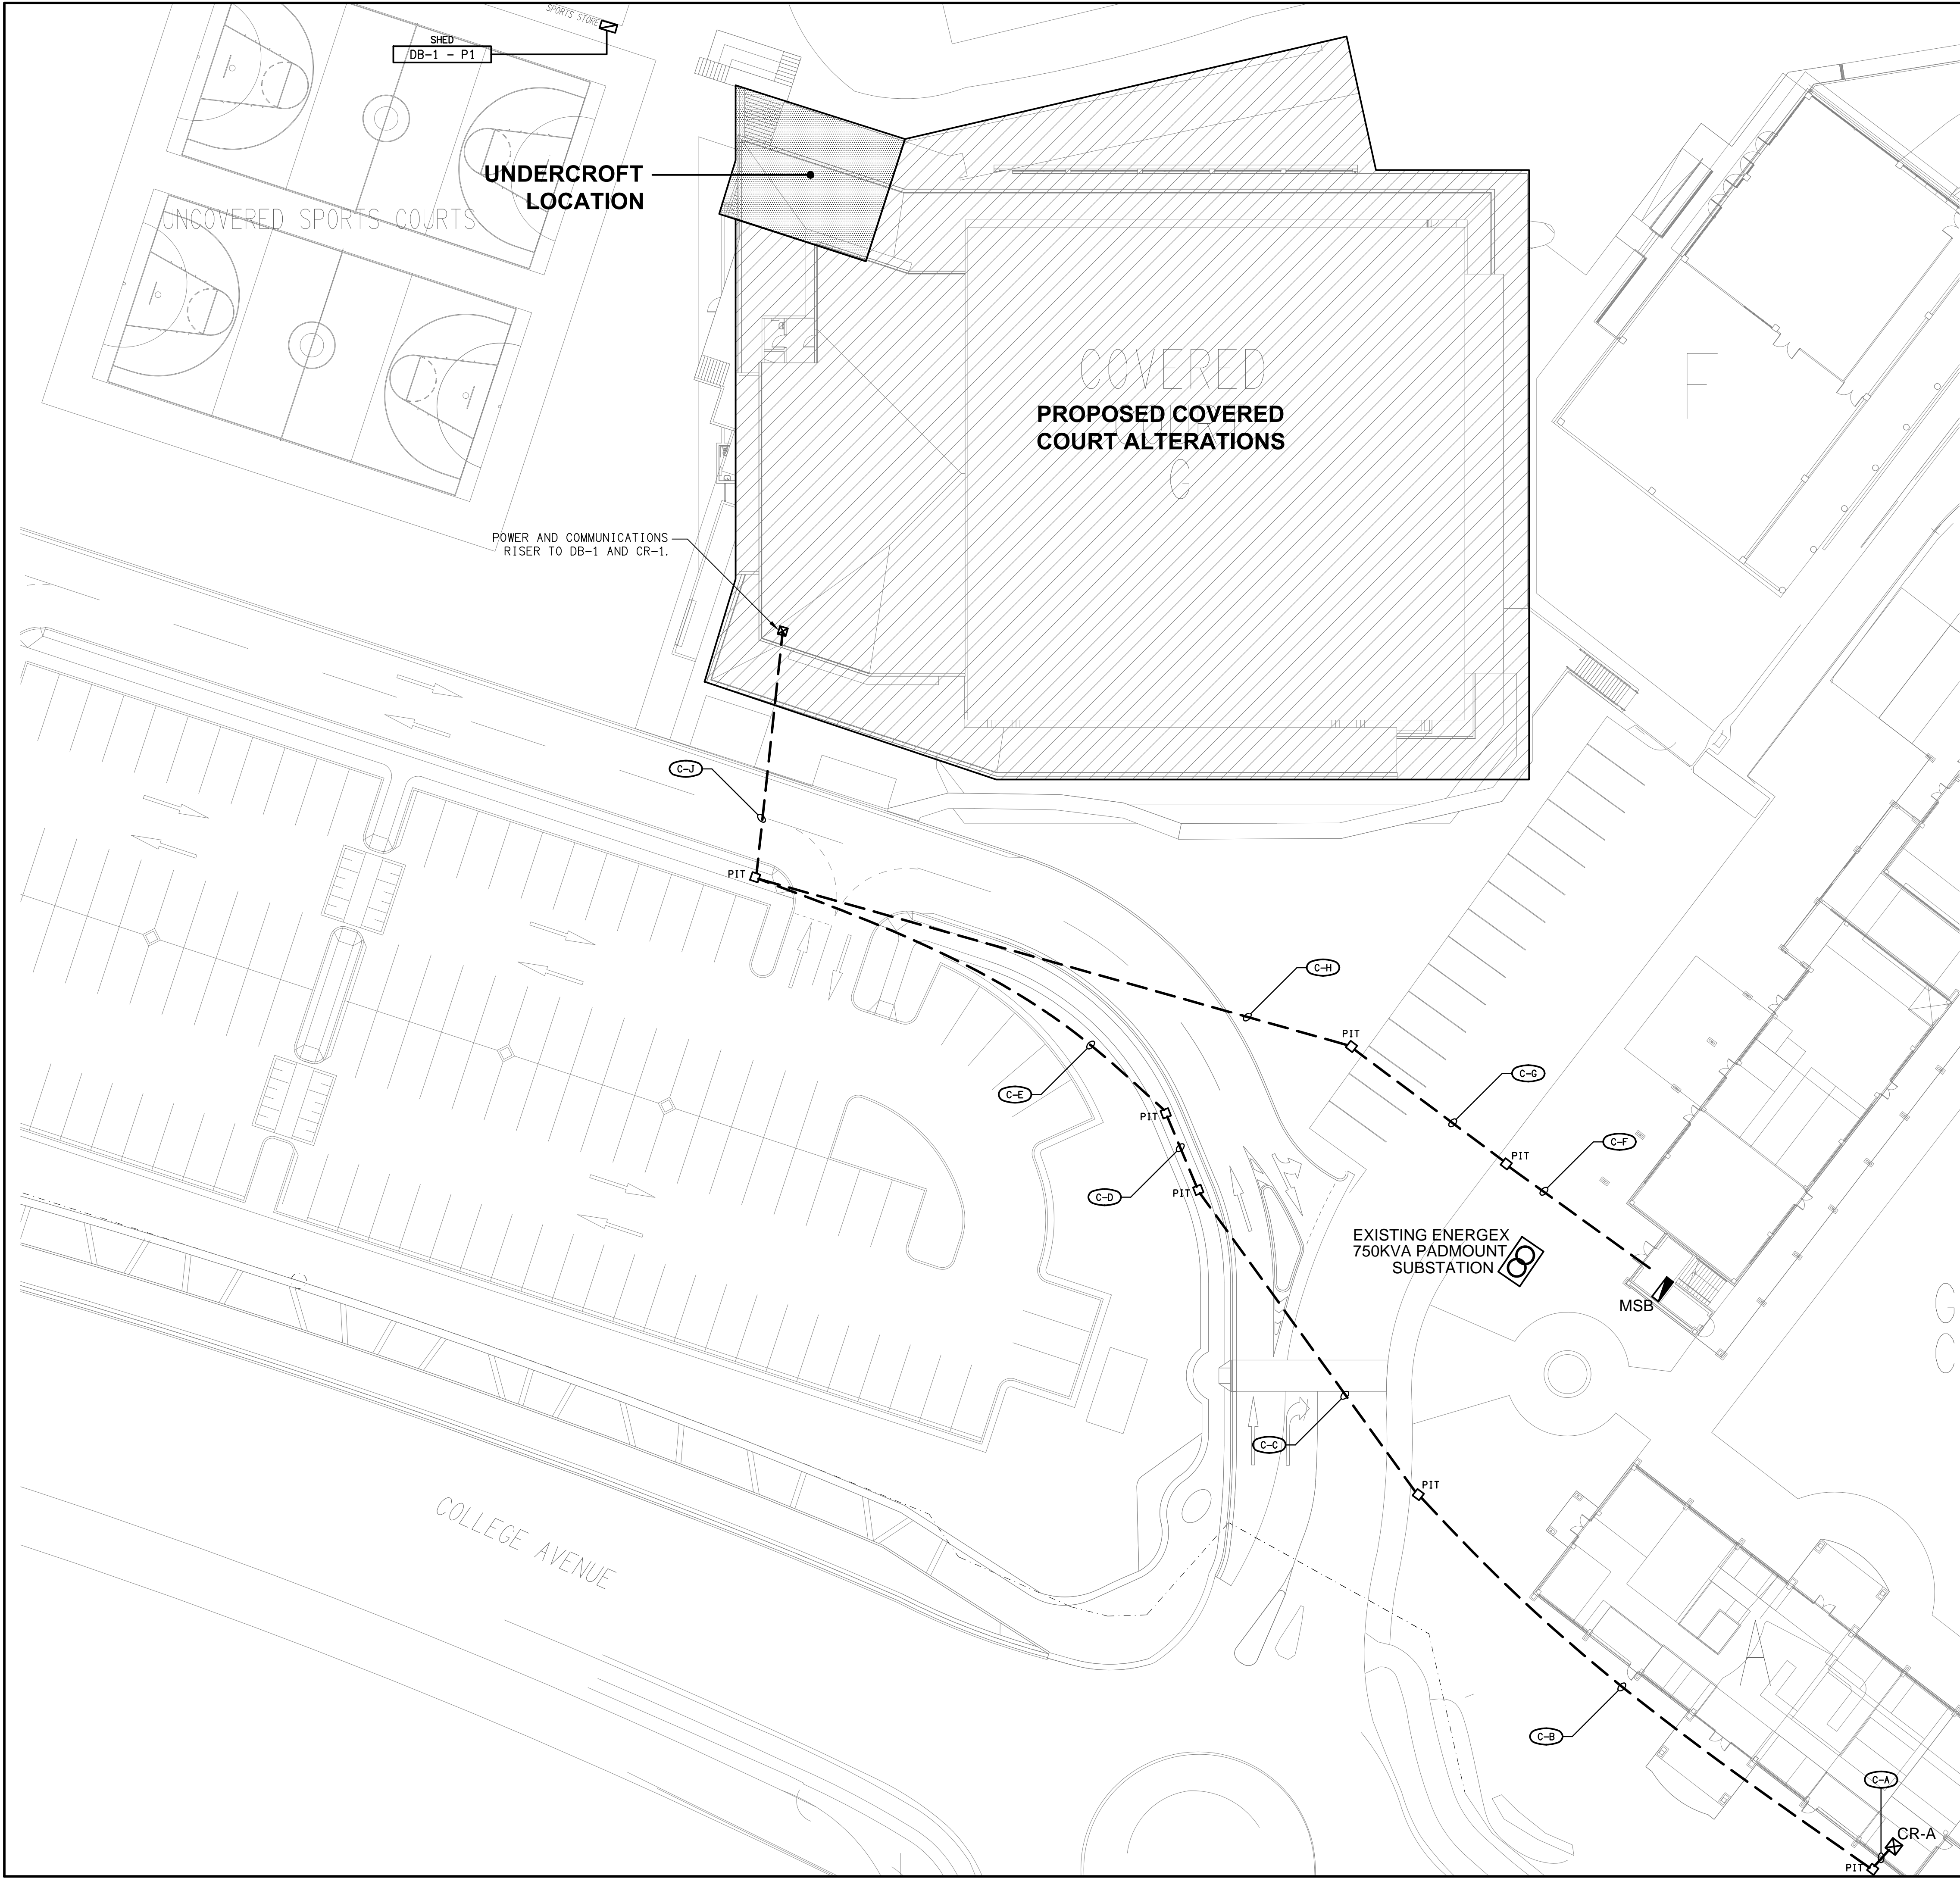 SPORTS STORE
SHED
DB-1 - P1
UNDERCROFT
LOCATION
UNCOVERED SPORTS COURTS
COVERED
PROPOSED COVERED
COURT ALTERATIONS
G
F
POWER AND COMMUNICATIONS
RISER TO DB-1 AND CR-1.
C-J
PIT
C-H
PIT
C-E
C-G
PIT
C-F
PIT
C-D
PIT
EXISTING ENERGEX
750KVA PADMOUNT
SUBSTATION
MSB
G
C
C-C
PIT
COLLEGE AVENUE
A
C-B
C-A
CR-A
PIT